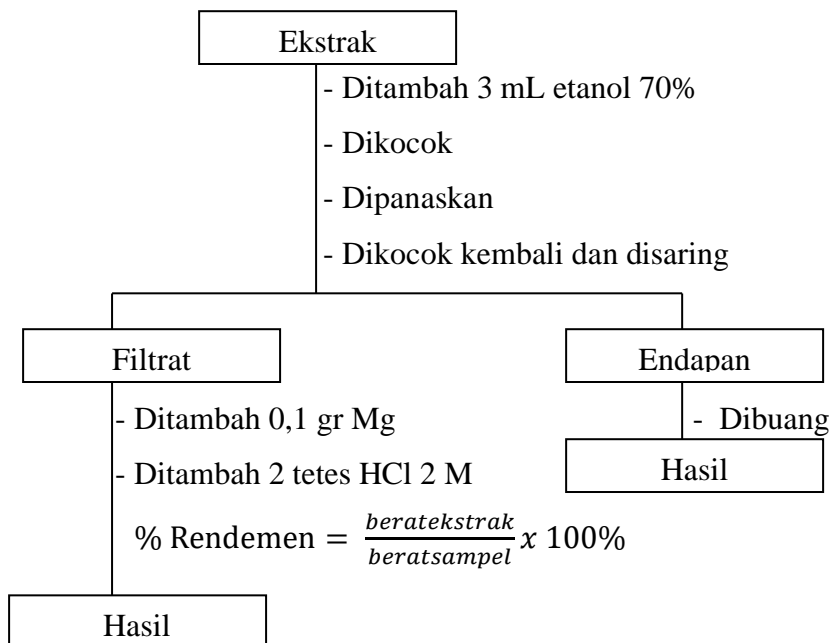 Ekstrak
- Ditambah 3 mL etanol 70%
- Dikocok
- Dipanaskan
- Dikocok kembali dan disaring
Filtrat
Endapan
- Ditambah 0,1 gr Mg
- Dibuang
- Ditambah 2 tetes HCl 2 M
Hasil
% Rendemen = beratekstrak/beratsampel x 100%
Hasil